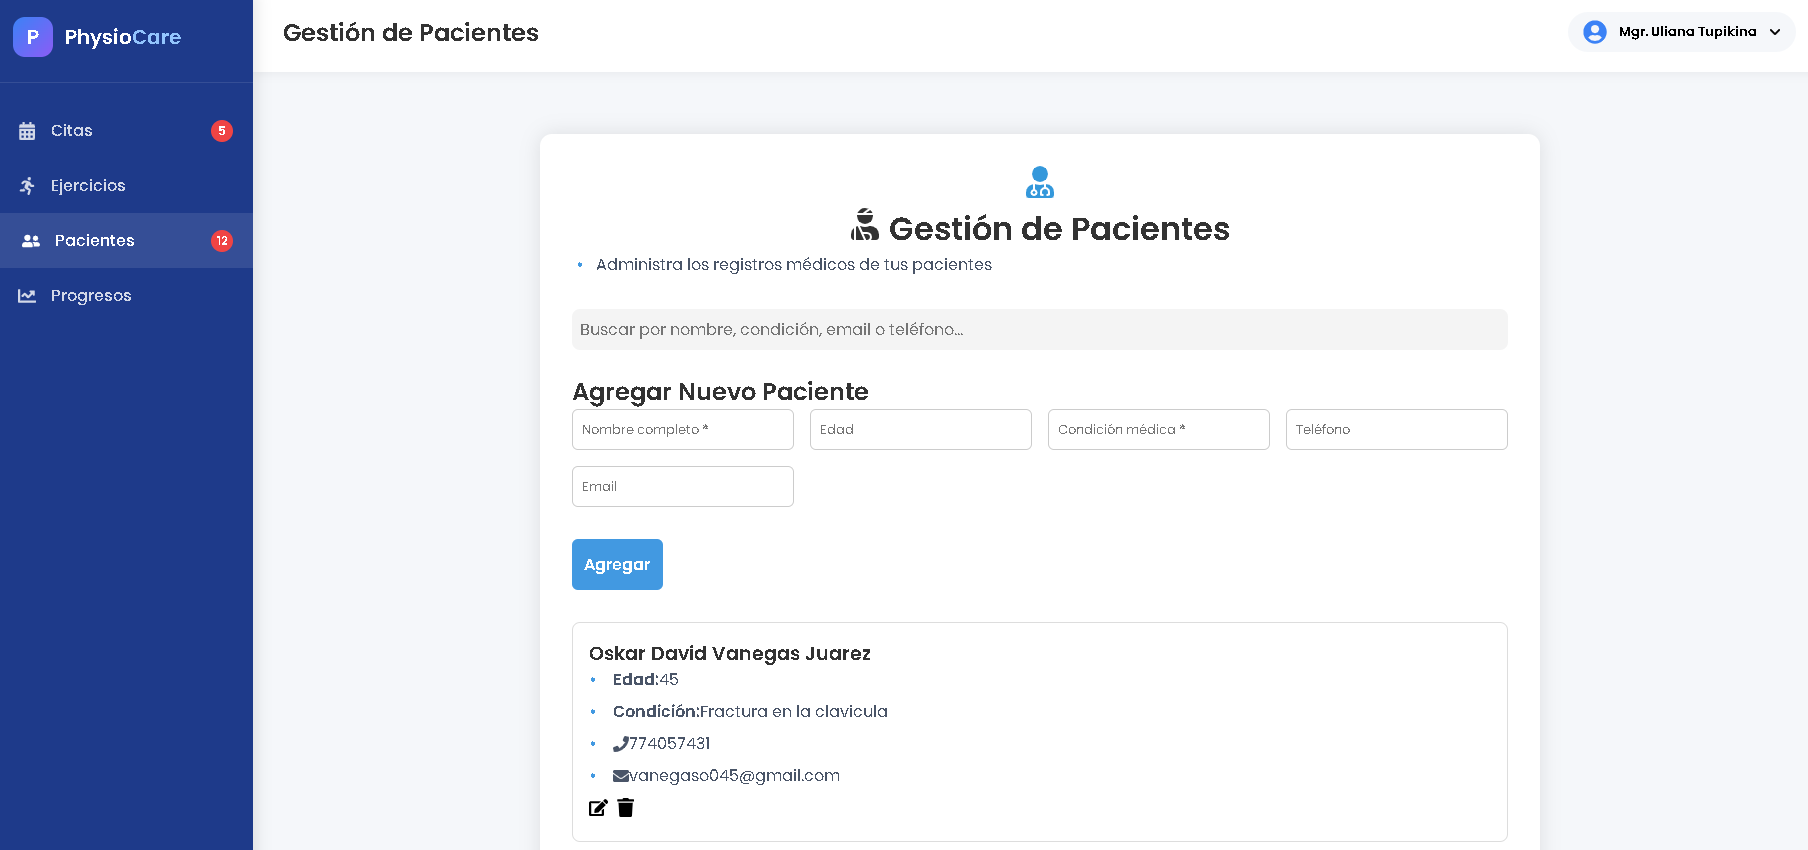 P PhysioCare
Gestión de Pacientes
Mgr. Uliana Tupikina
Citas 5
Ejercicios
Pacientes 12
Progresos
Gestión de Pacientes
• Administra los registros médicos de tus pacientes
Buscar por nombre, condición, email o teléfono...
Agregar Nuevo Paciente
Nombre completo * Edad Condición médica * Teléfono
Email
Agregar
Oskar David Vanegas Juarez
• Edad:45
• Condición:Fractura en la clavicula
• 774057431
• vanegaso045@gmail.com